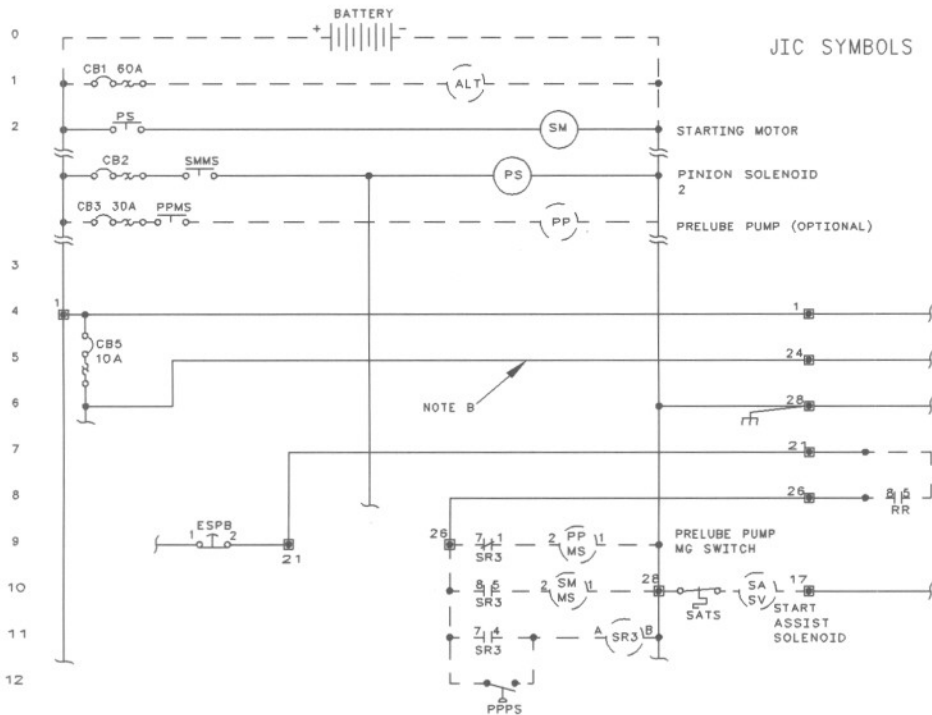 BATTERY
0 + -
JIC SYMBOLS
CB1 60A
1 ALT
PS
2 SM STARTING MOTOR
CB2 SMMS
PS PINION SOLENOID
2
CB3 30A PPMS
PP PRELUBE PUMP (OPTIONAL)
3
4 1 1
CB5
10A
5 24
6 NOTE B 28
7 21
8 26 8 5
RR
ESPB
9 1 2 21 26 7 1 SR3 2 PP MS 1 PRELUBE PUMP
MG SWITCH
10 8 5 SR3 2 SM MS 1 28 SATS SA SV 17
START
ASSIST
SOLENOID
11 7 4 SR3 A SR3 B
12
PPPS